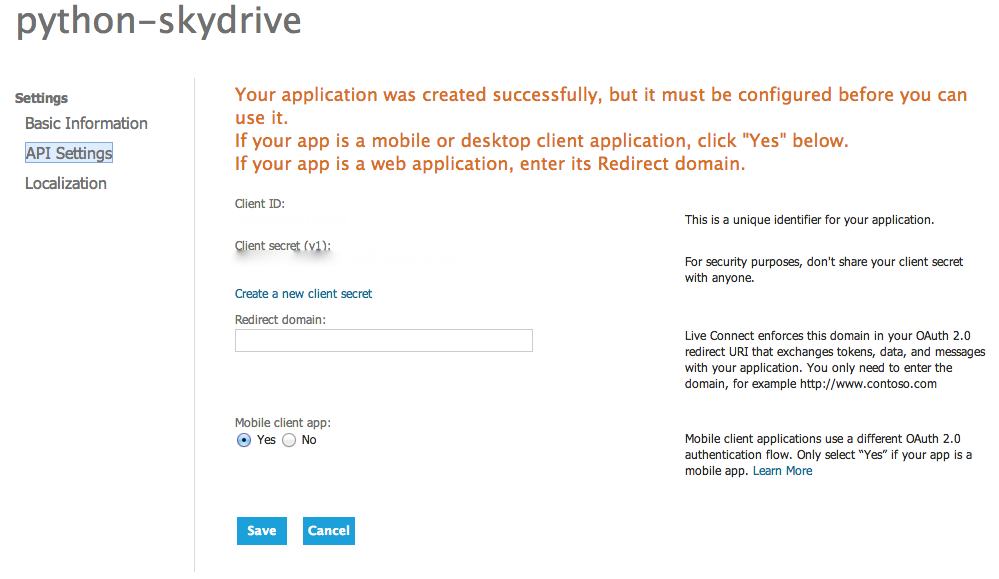 python-skydrive
Settings
Basic Information
API Settings
Localization
Your application was created successfully, but it must be configured before you can
use it.
If your app is a mobile or desktop client application, click "Yes" below.
If your app is a web application, enter its Redirect domain.
Client ID:
This is a unique identifier for your application.
Client secret (v1):
For security purposes, don't share your client secret
with anyone.
Create a new client secret
Redirect domain:
Live Connect enforces this domain in your OAuth 2.0
redirect URI that exchanges tokens, data, and messages
with your application. You only need to enter the
domain, for example http://www.contoso.com
Mobile client app:
Yes No
Mobile client applications use a different OAuth 2.0
authentication flow. Only select “Yes” if your app is a
mobile app. Learn More
Save Cancel